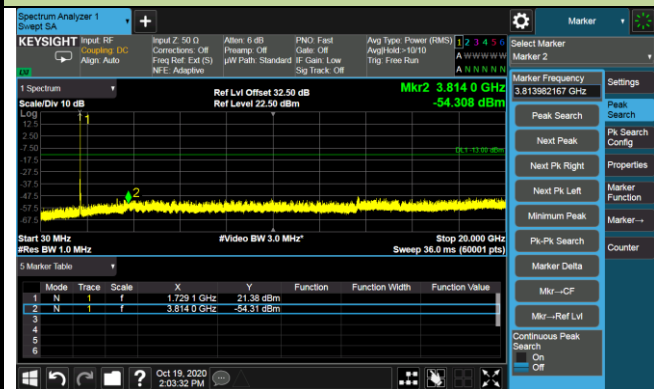 Spectrum Analyzer 1
Swept SA
+
Marker
KEYSIGHT
Input: RF
Coupling: DC
Align: Auto
Input Z: 50 Ω
Corrections: Off
Freq Ref: Ext (S)
NFE: Adaptive
Atten: 6 dB
Preamp: Off
µW Path: Standard
PNO: Fast
Gate: Off
IF Gain: Low
Sig Track: Off
Avg Type: Power (RMS)
Avg|Hold:>10/10
Trig: Free Run
1 2 3 4 5 6
A W W W W W
A N N N N N
Select Marker
Marker 2
1 Spectrum
Scale/Div 10 dB
Ref Lvl Offset 32.50 dB
Ref Level 22.50 dBm
Mkr2 3.814 0 GHz
-54.308 dBm
Log
12.5
2.50
-7.50
-17.5
-27.5
-37.5
-47.5
-57.5
-67.5
1
2
DL1 -13.00 dBm
Start 30 MHz
#Video BW 3.0 MHz*
Stop 20.000 GHz
#Res BW 1.0 MHz
Sweep 36.0 ms (60001 pts)
5 Marker Table
Mode Trace Scale X Y Function Function Width Function Value
1 N 1 f 1.729 1 GHz 21.38 dBm
2 N 1 f 3.814 0 GHz -54.31 dBm
3
4
5
6
Marker Frequency
3.813982167 GHz
Peak Search
Next Peak
Next Pk Right
Next Pk Left
Minimum Peak
Pk-Pk Search
Marker Delta
Mkr→CF
Mkr→Ref Lvl
Continuous Peak
Search
On
Off
Settings
Peak
Search
Pk Search
Config
Properties
Marker
Function
Marker→
Counter
?
Oct 19, 2020
2:03:32 PM